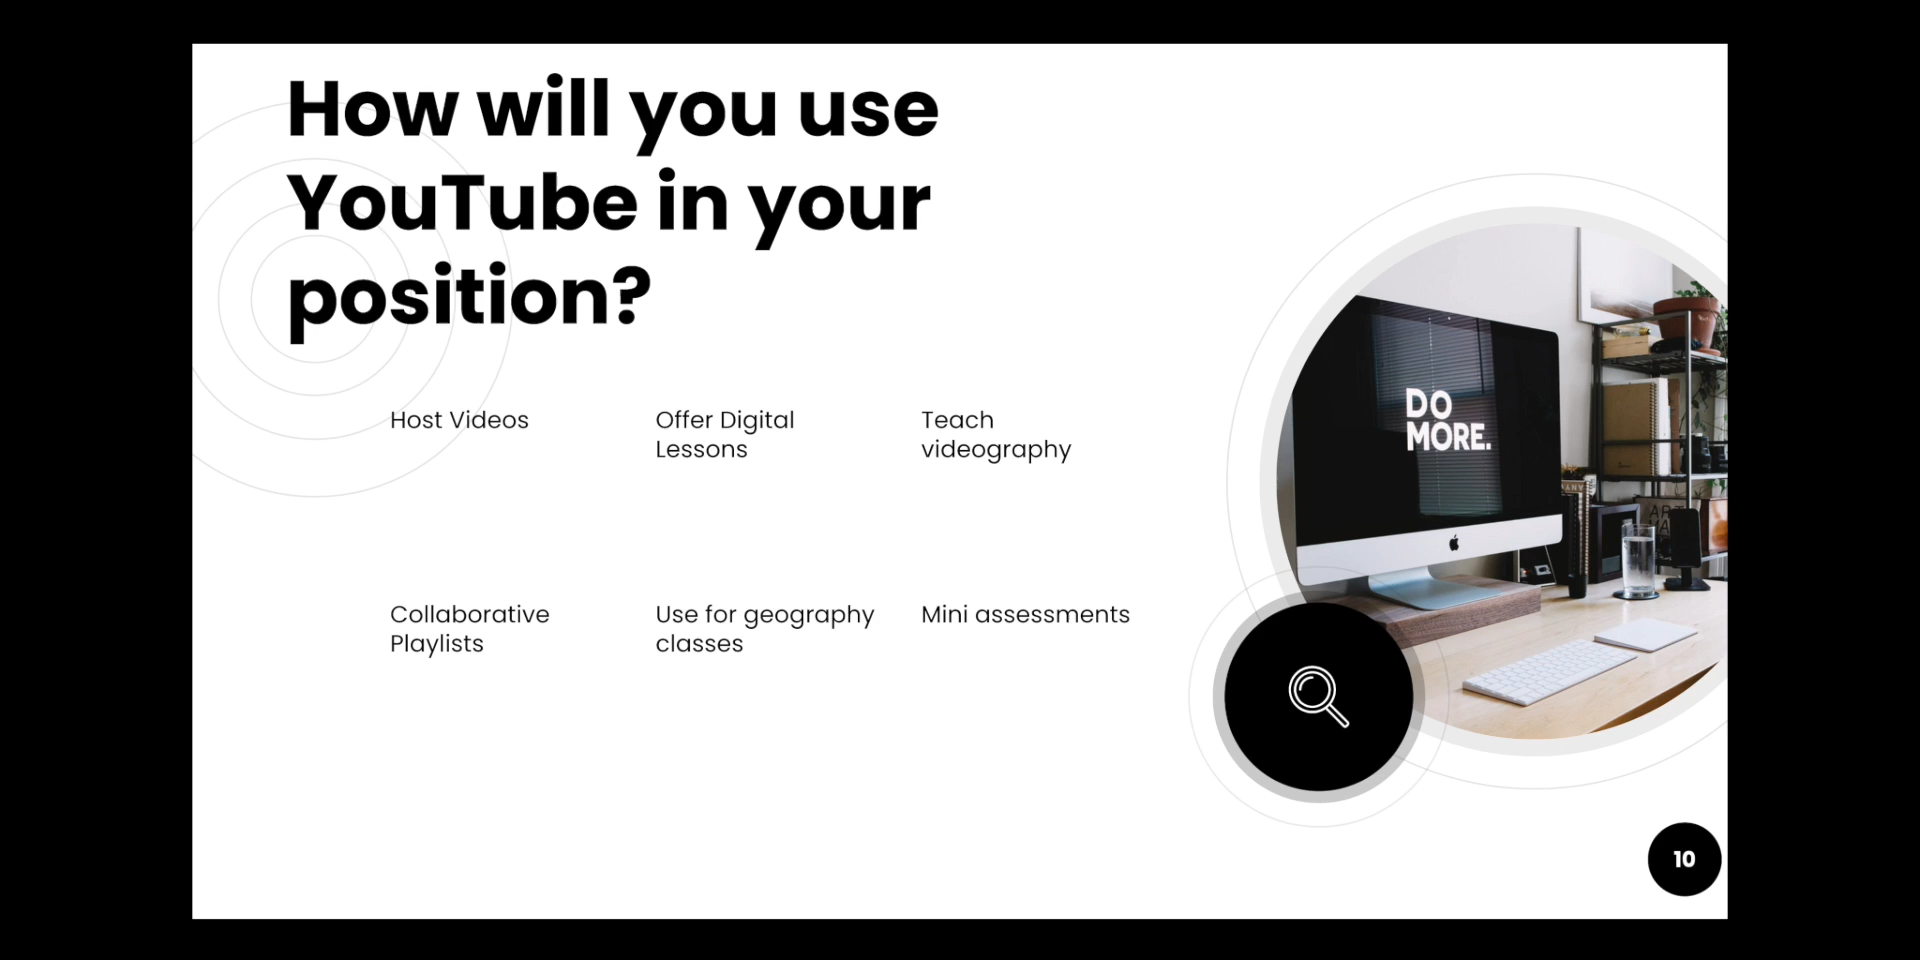 How will you use
YouTube in your
position?
Host Videos
Offer Digital
Lessons
Teach
videography
Collaborative
Playlists
Use for geography
classes
Mini assessments
DO
MORE.
10